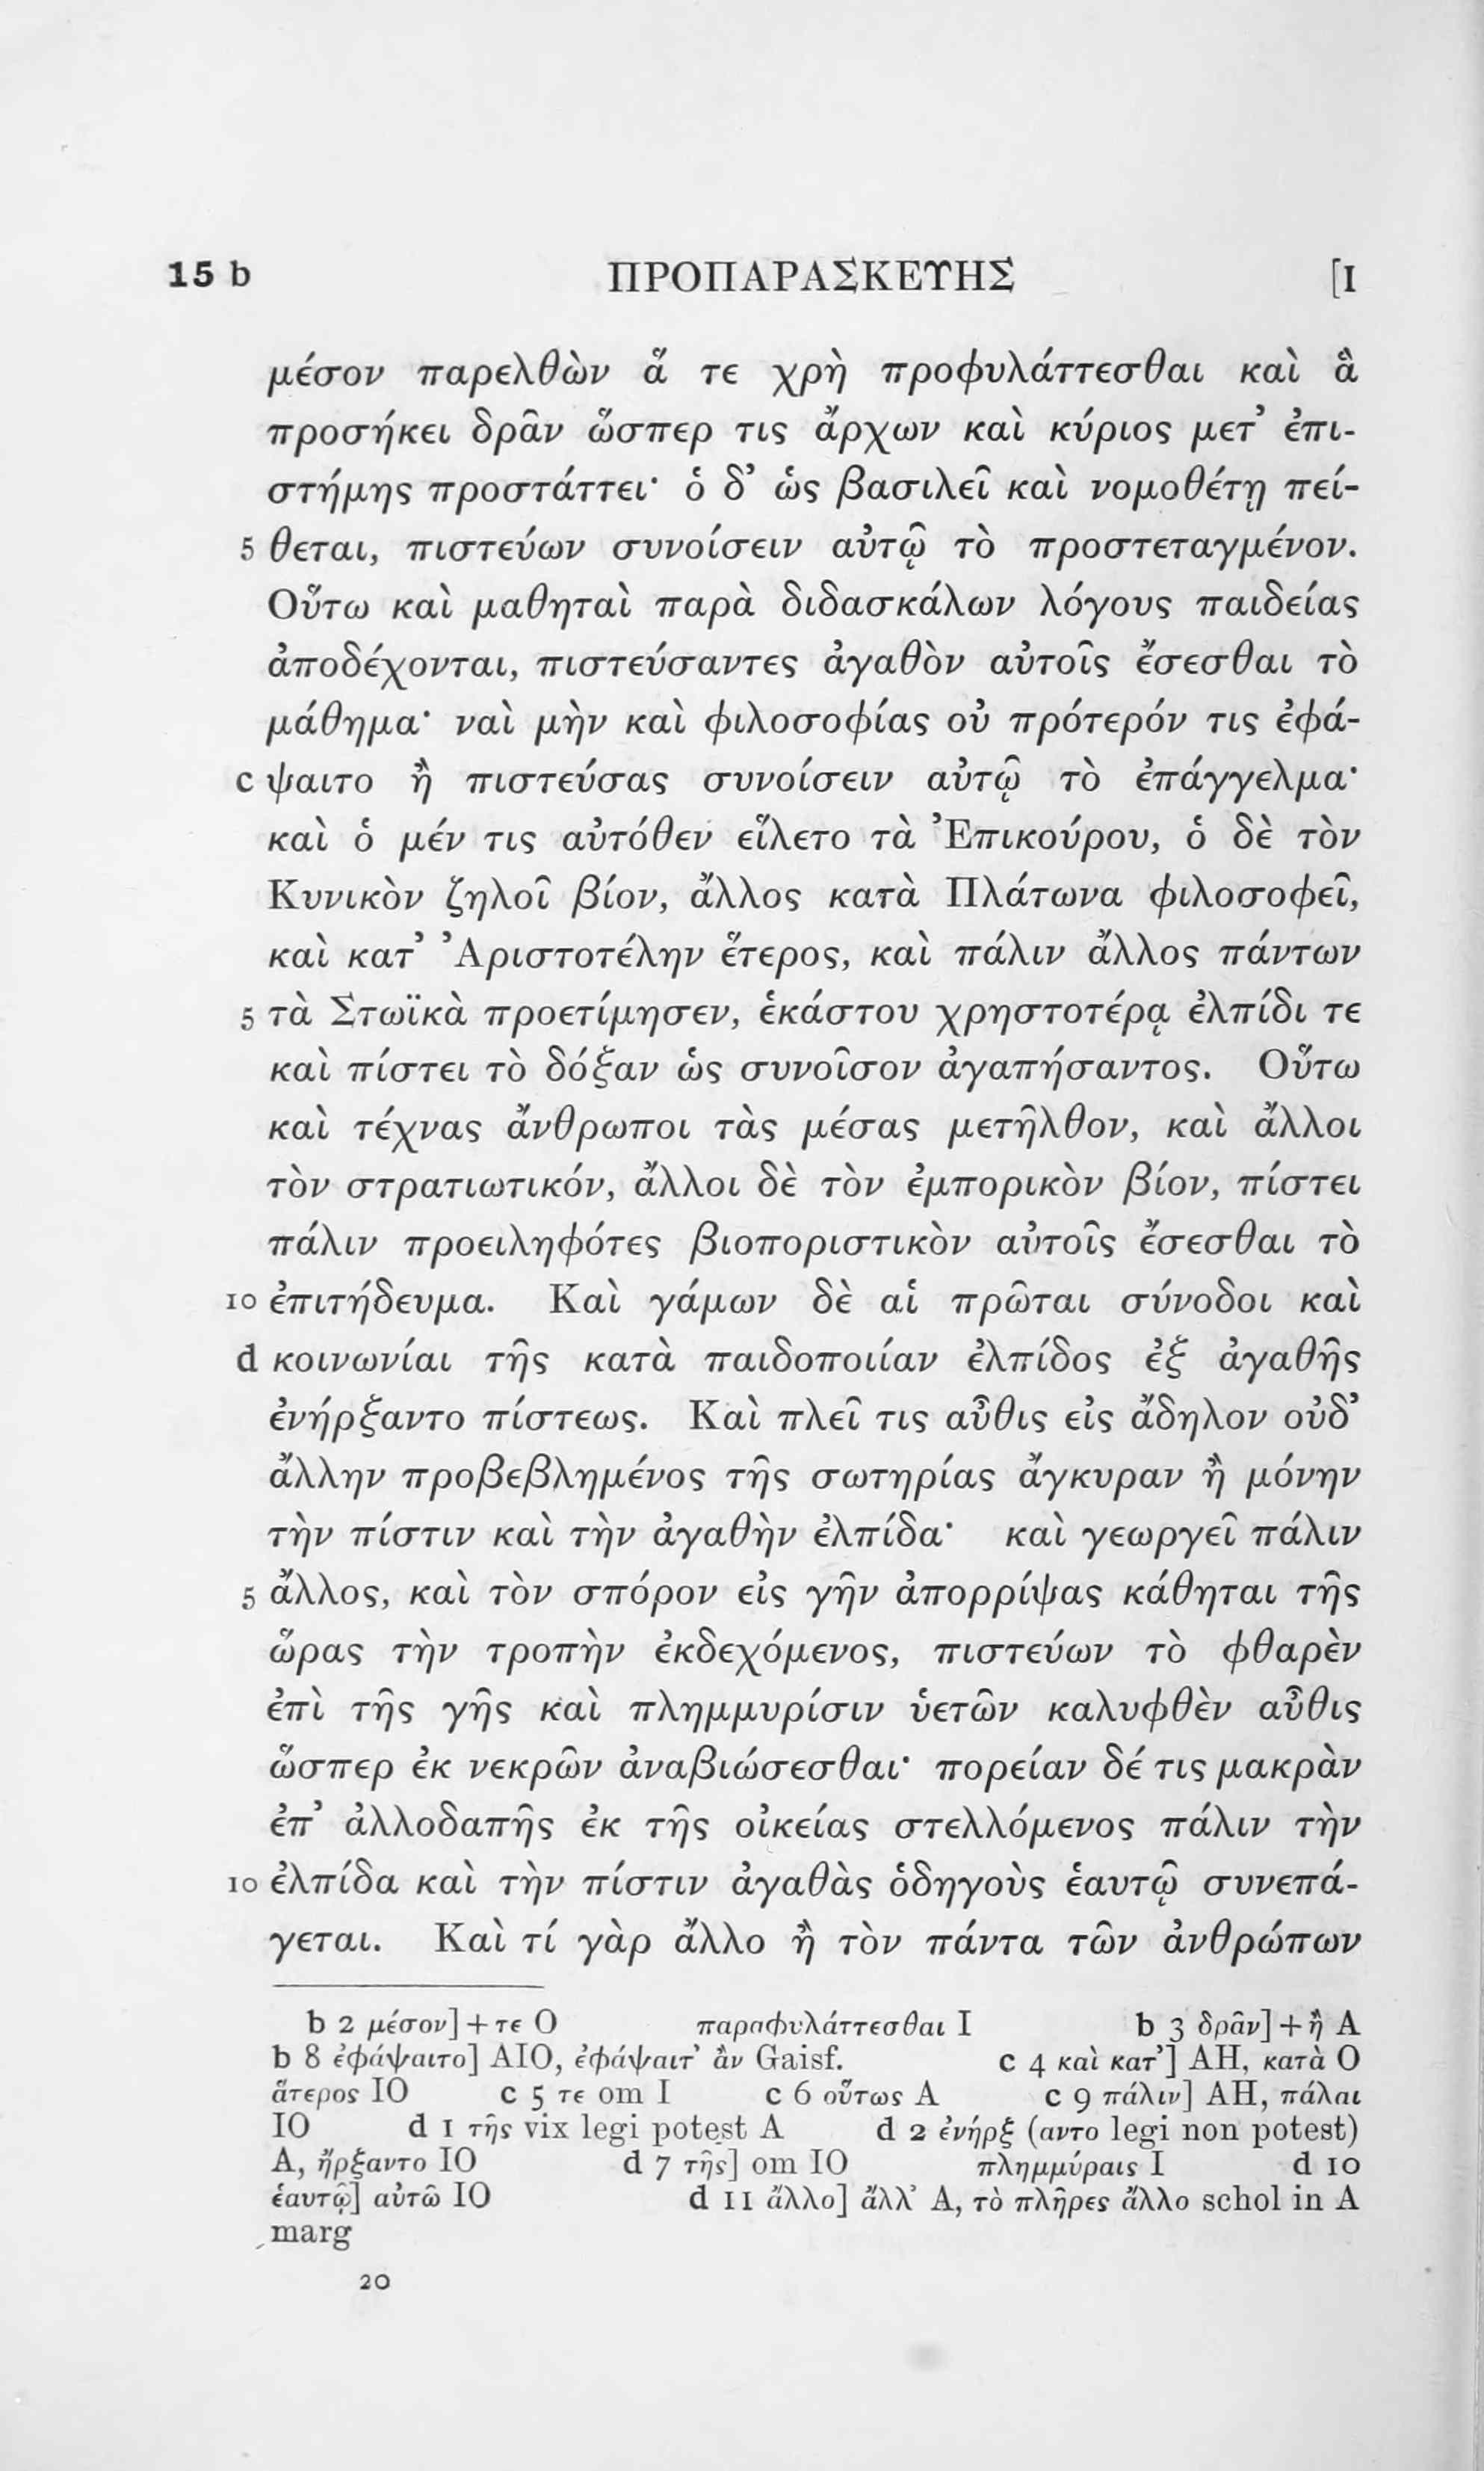 15 b ΠΡΟΠΑΡΑΣΚΕΥΗΣ [I
μέσον παρελθὼν ἅ τε χρὴ προφυλάττεσθαι καὶ ἃ
προσήκει δρᾶν ὥσπερ τις ἄρχων καὶ κύριος μετ’ ἐπι-
στήμης προστάττει· ὁ δ’ ὡς βασιλεῖ καὶ νομοθέτῃ πεί-
5 θεται, πιστεύων συνοίσειν αὐτῷ τὸ προστεταγμένον.
Οὕτω καὶ μαθηταὶ παρὰ διδασκάλων λόγους παιδείας
ἀποδέχονται, πιστεύσαντες ἀγαθὸν αὐτοῖς ἔσεσθαι τὸ
μάθημα· ναὶ μὴν καὶ φιλοσοφίας οὐ πρότερόν τις ἐφά-
c ψαιτο ἢ πιστεύσας συνοίσειν αὐτῷ τὸ ἐπάγγελμα·
καὶ ὁ μέν τις αὐτόθεν εἵλετο τὰ Ἐπικούρου, ὁ δὲ τὸν
Κυνικὸν ζηλοῖ βίον, ἄλλος κατὰ Πλάτωνα φιλοσοφεῖ,
καὶ κατ’ Ἀριστοτέλην ἕτερος, καὶ πάλιν ἄλλος πάντων
5 τὰ Στωϊκὰ προετίμησεν, ἑκάστου χρηστοτέρᾳ ἐλπίδι τε
καὶ πίστει τὸ δόξαν ὡς συνοῖσον ἀγαπήσαντος. Οὕτω
καὶ τέχνας ἄνθρωποι τὰς μέσας μετῆλθον, καὶ ἄλλοι
τὸν στρατιωτικόν, ἄλλοι δὲ τὸν ἐμπορικὸν βίον, πίστει
πάλιν προειληφότες βιοποριστικὸν αὐτοῖς ἔσεσθαι τὸ
10 ἐπιτήδευμα. Καὶ γάμων δὲ αἱ πρῶται σύνοδοι καὶ
d κοινωνίαι τῆς κατὰ παιδοποιίαν ἐλπίδος ἐξ ἀγαθῆς
ἐνήρξαντο πίστεως. Καὶ πλεῖ τις αὖθις εἰς ἄδηλον οὐδ’
ἄλλην προβεβλημένος τῆς σωτηρίας ἄγκυραν ἢ μόνην
τὴν πίστιν καὶ τὴν ἀγαθὴν ἐλπίδα· καὶ γεωργεῖ πάλιν
5 ἄλλος, καὶ τὸν σπόρον εἰς γῆν ἀπορρίψας κάθηται τῆς
ὥρας τὴν τροπὴν ἐκδεχόμενος, πιστεύων τὸ φθαρὲν
ἐπὶ τῆς γῆς καὶ πλημμυρίσιν ὑετῶν καλυφθὲν αὖθις
ὥσπερ ἐκ νεκρῶν ἀναβιώσεσθαι· πορείαν δέ τις μακρὰν
ἐπ’ ἀλλοδαπῆς ἐκ τῆς οἰκείας στελλόμενος πάλιν τὴν
10 ἐλπίδα καὶ τὴν πίστιν ἀγαθὰς ὁδηγοὺς ἑαυτῷ συνεπά-
γεται. Καὶ τί γὰρ ἄλλο ἢ τὸν πάντα τῶν ἀνθρώπων
b 2 μέσον] + τε O παραφυλάττεσθαι I b 3 δρᾶν] + ἢ A
b 8 ἐφάψαιτο] AIO, ἐφάψαιτ’ ἂν Gaisf. c 4 καὶ κατ’] AH, κατὰ O
ἅτερος IO c 5 τε om I c 6 οὕτως A c 9 πάλιν] AH, πάλαι
IO d 1 τῆς vix legi potest A d 2 ἐνήρξ (αντο legi non potest)
A, ἤρξαντο IO d 7 τῆς] om IO πλημμύραις I d 10
ἑαυτῷ] αὐτῶ IO d 11 ἄλλο] ἄλλ’ A, τὸ πλῆρες ἄλλο schol in A
marg
20